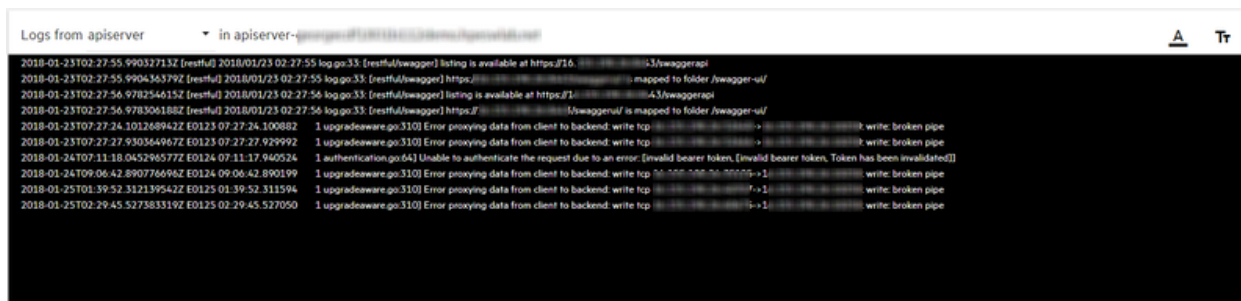 Logs from apiserver in apiserver-
2018-01-23T02:27:55.99032713Z [restful] 2018/01/23 02:27:55 log.go:33: [restful/swagger] listing is available at https://16. 43/swaggerapi
2018-01-23T02:27:55.990436379Z [restful] 2018/01/23 02:27:55 log.go:33: [restful/swagger] https:/ mapped to folder /swagger-ui/
2018-01-23T02:27:56.978254615Z [restful] 2018/01/23 02:27:56 log.go:33: [restful/swagger] listing is available at https://1 43/swaggerapi
2018-01-23T02:27:56.978306188Z [restful] 2018/01/23 02:27:56 log.go:33: [restful/swagger] https:// /swaggerui/ is mapped to folder /swagger-ui/
2018-01-23T07:27:24.101268942Z E0123 07:27:24.100882 1 upgradeaware.go:310] Error proxying data from client to backend: write tcp -> write: broken pipe
2018-01-23T07:27:27.930364967Z E0123 07:27:27.929992 1 upgradeaware.go:310] Error proxying data from client to backend: write tcp -> write: broken pipe
2018-01-24T07:11:18.045296577Z E0124 07:11:17.940524 1 authentication.go:64] Unable to authenticate the request due to an error: [invalid bearer token, [invalid bearer token, Token has been invalidated]]
2018-01-24T09:06:42.890776696Z E0124 09:06:42.890199 1 upgradeaware.go:310] Error proxying data from client to backend: write tcp ->1 write: broken pipe
2018-01-25T01:39:52.312139542Z E0125 01:39:52.311594 1 upgradeaware.go:310] Error proxying data from client to backend: write tcp ->1 write: broken pipe
2018-01-25T02:29:45.527383319Z E0125 02:29:45.527050 1 upgradeaware.go:310] Error proxying data from client to backend: write tcp ->1 write: broken pipe